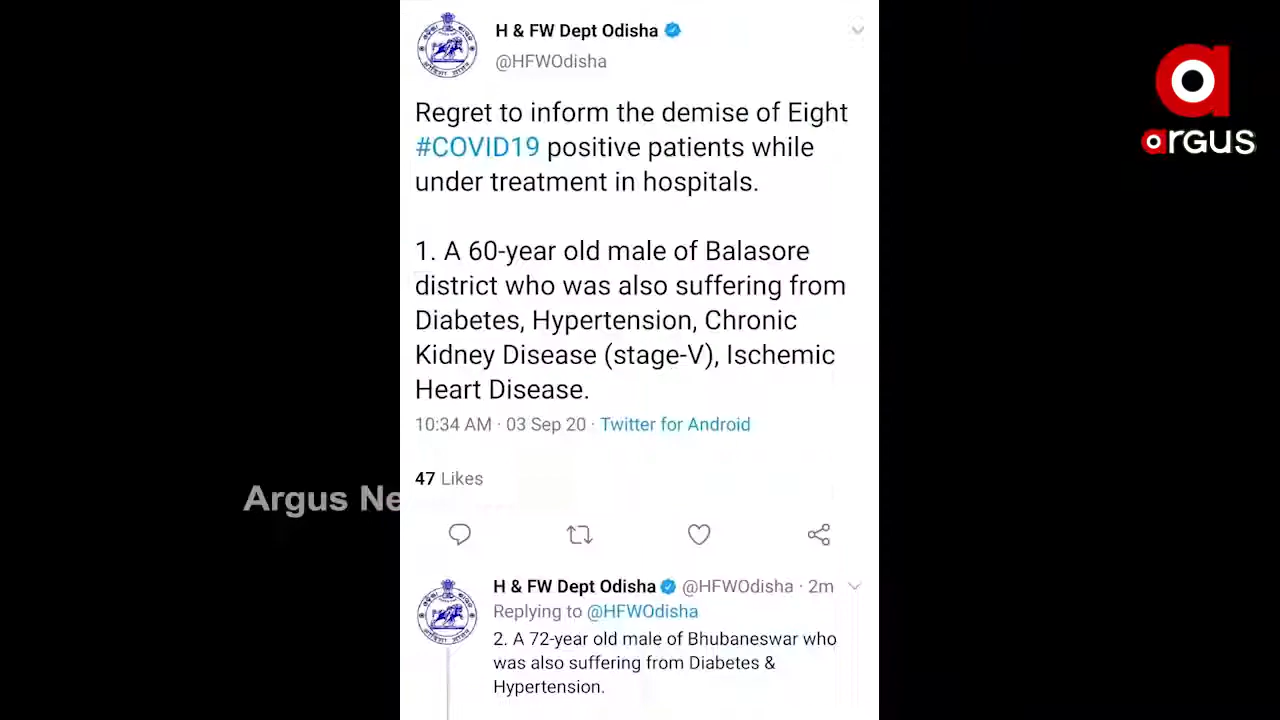 H & FW Dept Odisha
@HFWOdisha
Regret to inform the demise of Eight
#COVID19 positive patients while
under treatment in hospitals.
1. A 60-year old male of Balasore
district who was also suffering from
Diabetes, Hypertension, Chronic
Kidney Disease (stage-V), Ischemic
Heart Disease.
10:34 AM · 03 Sep 20 · Twitter for Android
47 Likes
H & FW Dept Odisha @HFWOdisha · 2m
Replying to @HFWOdisha
2. A 72-year old male of Bhubaneswar who
was also suffering from Diabetes &
Hypertension.
argus
Argus Ne